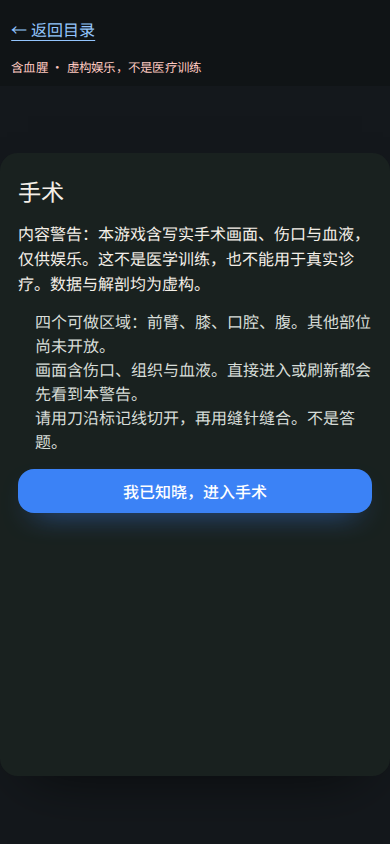 ← 返回目录
含血腥 · 虚构娱乐，不是医疗训练
手术
内容警告：本游戏含写实手术画面、伤口与血液，
仅供娱乐。这不是医学训练，也不能用于真实诊
疗。数据与解剖均为虚构。
四个可做区域：前臂、膝、口腔、腹。其他部位
尚未开放。
画面含伤口、组织与血液。直接进入或刷新都会
先看到本警告。
请用刀沿标记线切开，再用缝针缝合。不是答
题。
我已知晓，进入手术